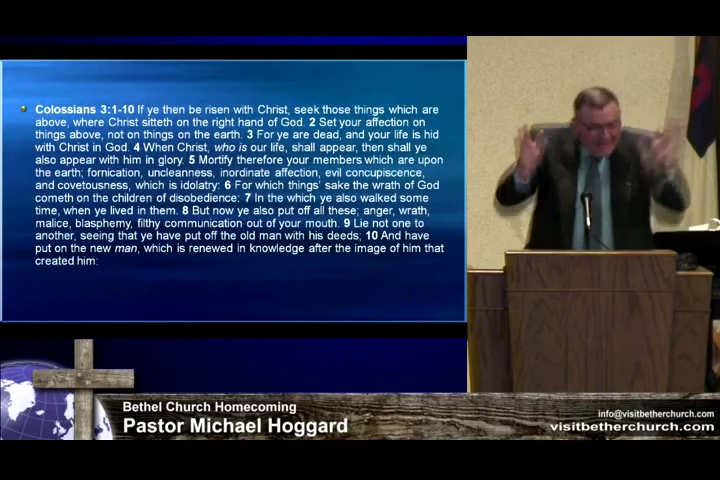 Colossians 3:1-10 If ye then be risen with Christ, seek those things which are
above, where Christ sitteth on the right hand of God. 2 Set your affection on
things above, not on things on the earth. 3 For ye are dead, and your life is hid
with Christ in God. 4 When Christ, who is our life, shall appear, then shall ye
also appear with him in glory. 5 Mortify therefore your members which are upon
the earth; fornication, uncleanness, inordinate affection, evil concupiscence,
and covetousness, which is idolatry: 6 For which things' sake the wrath of God
cometh on the children of disobedience: 7 In the which ye also walked some
time, when ye lived in them. 8 But now ye also put off all these; anger, wrath,
malice, blasphemy, filthy communication out of your mouth. 9 Lie not one to
another, seeing that ye have put off the old man with his deeds; 10 And have
put on the new man, which is renewed in knowledge after the image of him that
created him:
Bethel Church Homecoming
Pastor Michael Hoggard
info@visitbetherchurch.com
visitbetherchurch.com